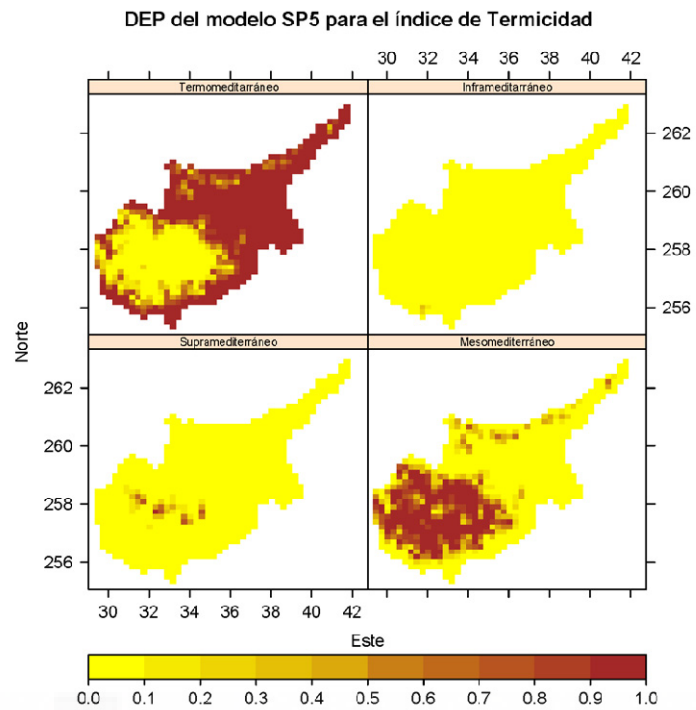 DEP del modelo SP5 para el índice de Termicidad
30 32 34 36 38 40 42
Termomeditarráneo Inframeditarráneo
262
260
258
256
Norte
Supramediterráneo Mesomediterráneo
262
260
258
256
30 32 34 36 38 40 42
Este
0.0 0.1 0.2 0.3 0.4 0.5 0.6 0.7 0.8 0.9 1.0